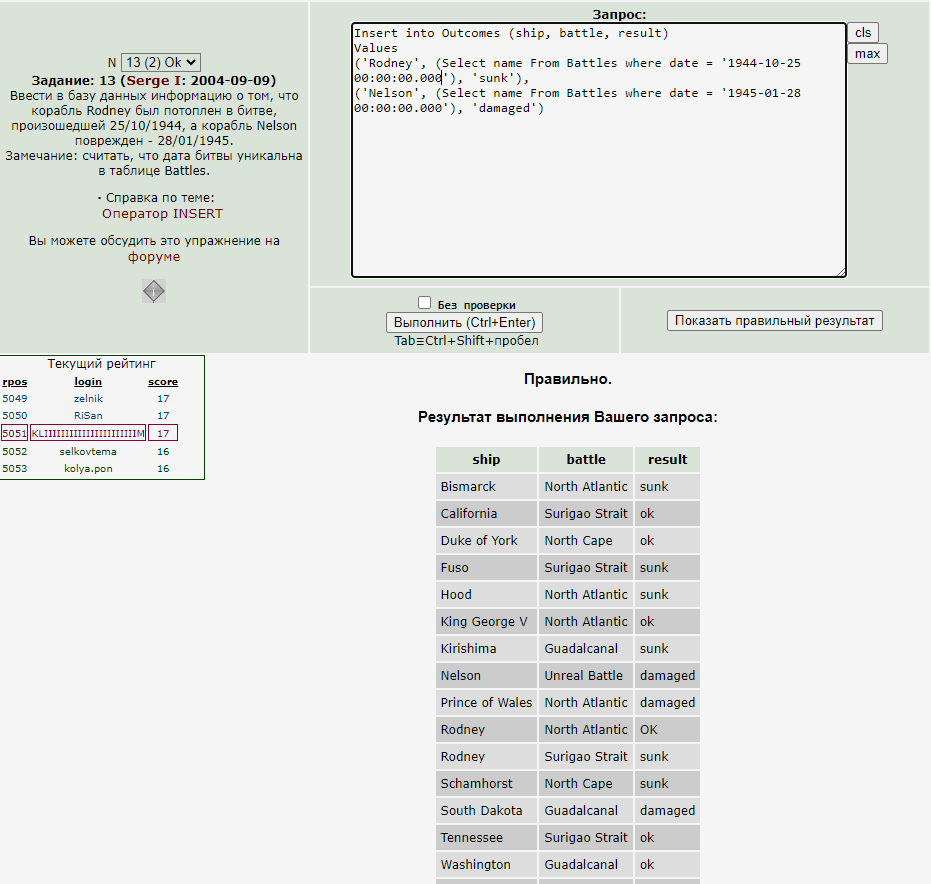 N 13 (2) Ok
Задание: 13 (Serge I: 2004-09-09)
Ввести в базу данных информацию о том, что
корабль Rodney был потоплен в битве,
произошедшей 25/10/1944, а корабль Nelson
поврежден - 28/01/1945.
Замечание: считать, что дата битвы уникальна
в таблице Battles.
· Справка по теме:
Оператор INSERT
Вы можете обсудить это упражнение на
форуме
Запрос:
Insert into Outcomes (ship, battle, result)
Values
('Rodney', (Select name From Battles where date = '1944-10-25
00:00:00.000'), 'sunk'),
('Nelson', (Select name From Battles where date = '1945-01-28
00:00:00.000'), 'damaged')
cls
max
Без проверки
Выполнить (Ctrl+Enter)
Tab≡Ctrl+Shift+пробел
Показать правильный результат
Текущий рейтинг
rpos login score
5049 zelnik 17
5050 RiSan 17
5051 17
5052 selkovtema 16
5053 kolya.pon 16
Правильно.
Результат выполнения Вашего запроса:
ship battle result
Bismarck North Atlantic sunk
California Surigao Strait ok
Duke of York North Cape ok
Fuso Surigao Strait sunk
Hood North Atlantic sunk
King George V North Atlantic ok
Kirishima Guadalcanal sunk
Nelson Unreal Battle damaged
Prince of Wales North Atlantic damaged
Rodney North Atlantic OK
Rodney Surigao Strait sunk
Schamhorst North Cape sunk
South Dakota Guadalcanal damaged
Tennessee Surigao Strait ok
Washington Guadalcanal ok